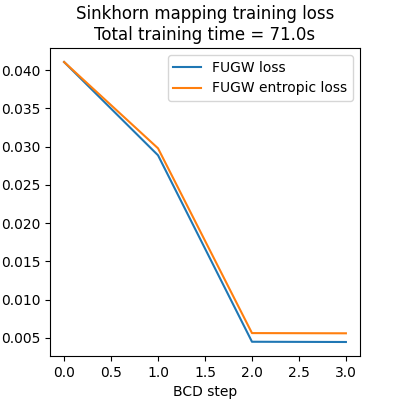 Sinkhorn mapping training loss
Total training time = 71.0s
FUGW loss
FUGW entropic loss
0.040
0.035
0.030
0.025
0.020
0.015
0.010
0.005
0.0 0.5 1.0 1.5 2.0 2.5 3.0
BCD step